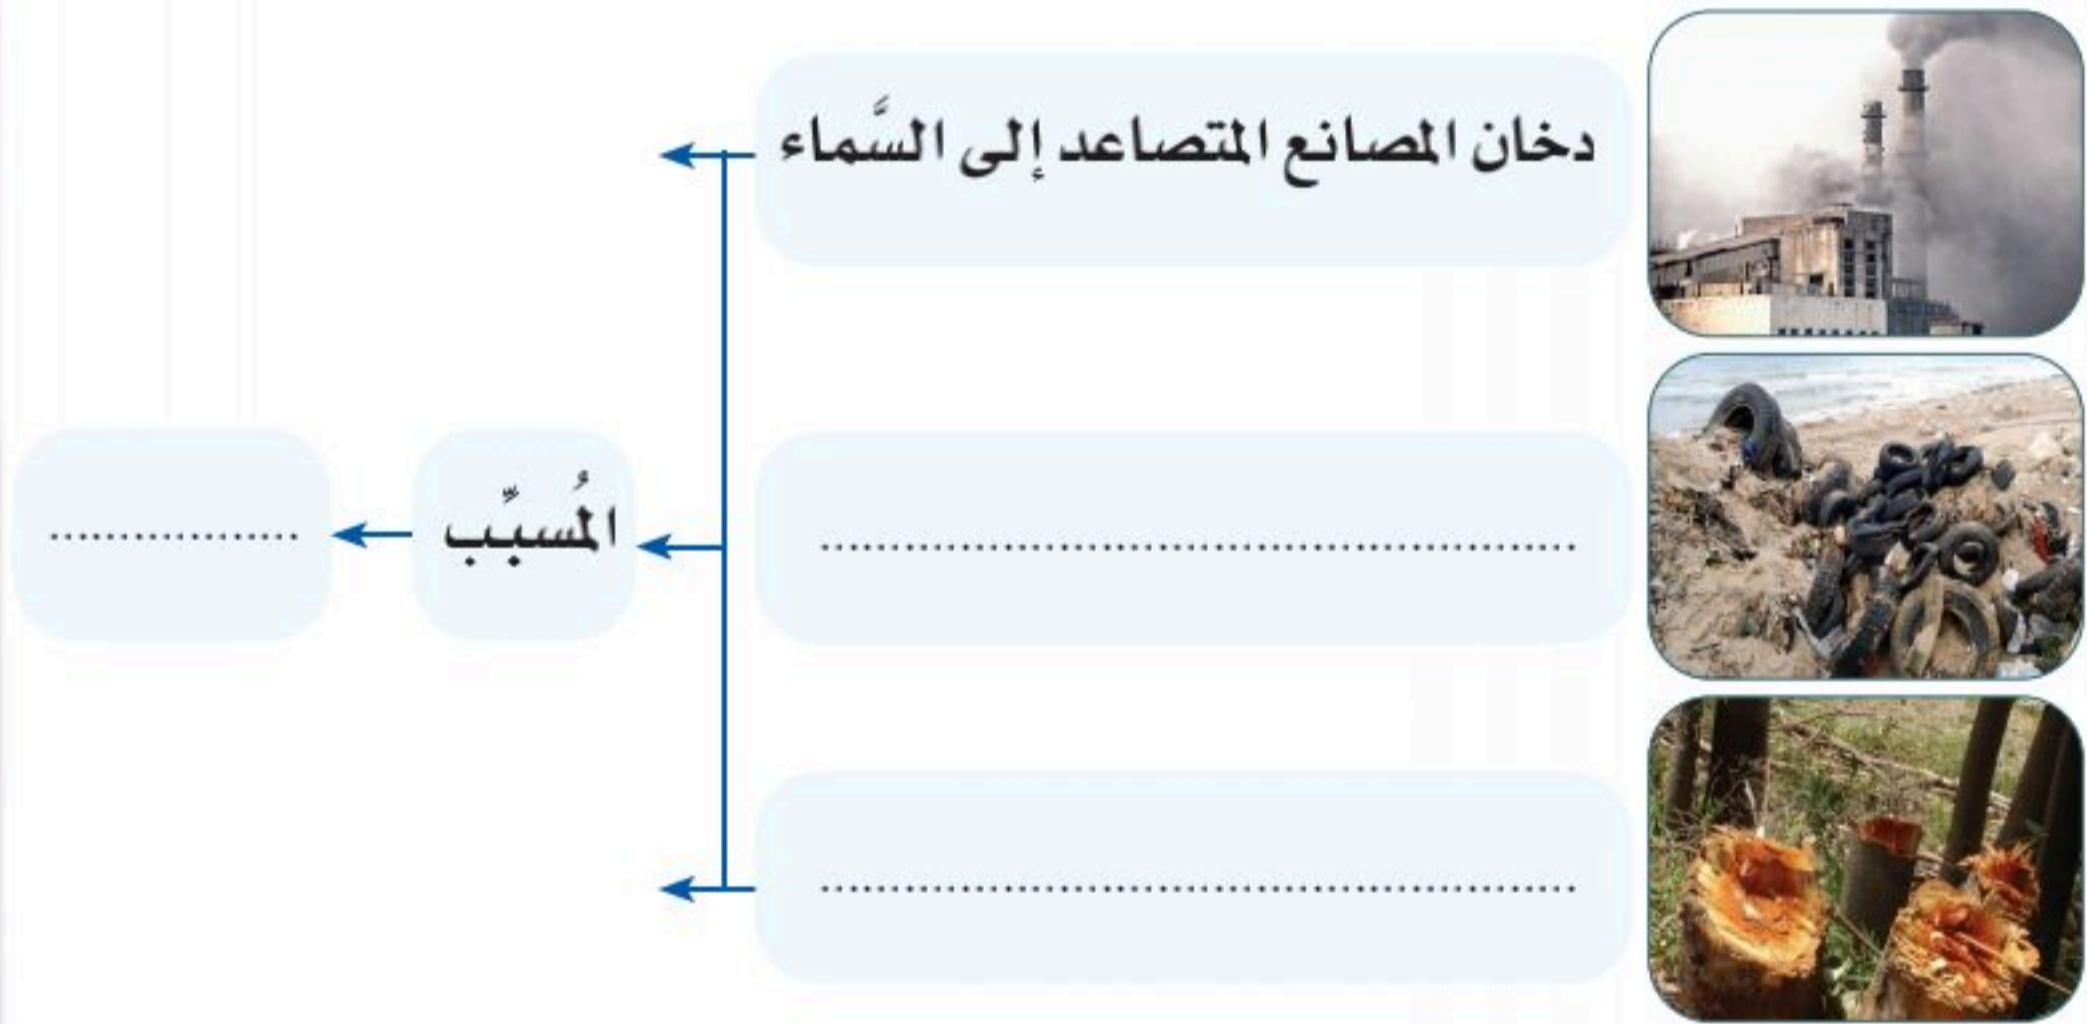 دخان المصانع المتصاعد إلى السَّماء
المُسبِّب